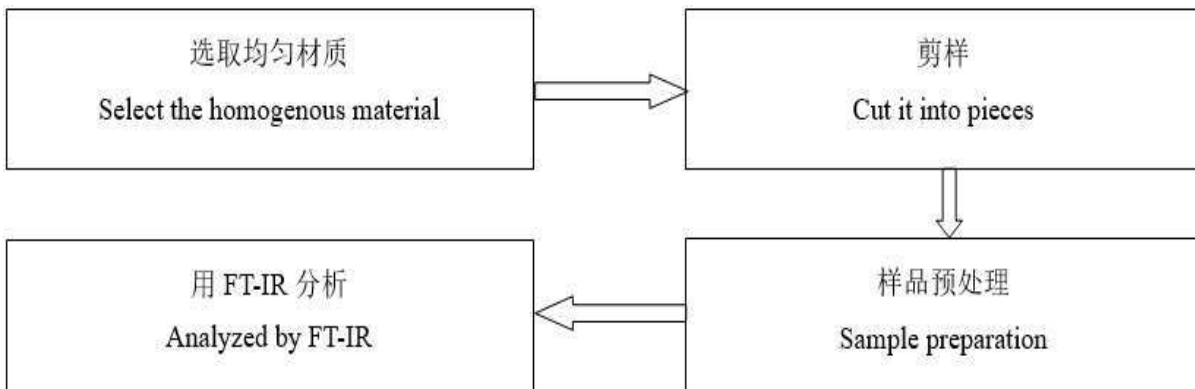 选取均匀材质
Select the homogenous material
剪样
Cut it into pieces
样品预处理
Sample preparation
用 FT-IR 分析
Analyzed by FT-IR